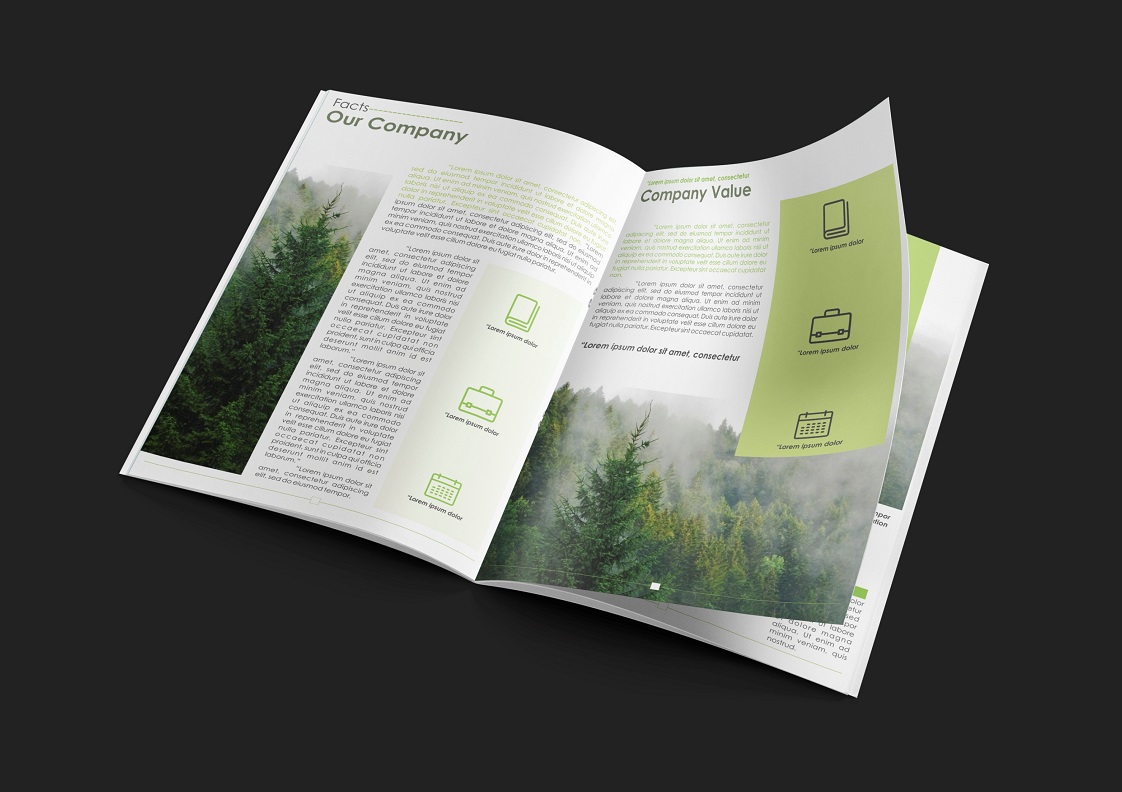 Facts
Our Company
"Lorem ipsum dolor sit amet, consectetur adipiscing
sed do eiusmod tempor incididunt ut labore et dolore magna
aliqua. Ut enim ad minim veniam, quis nostrud exercitation ullamco
laboris nisi ut aliquip ex ea commodo consequat. Duis aute irure
dolor in reprehenderit in voluptate velit esse cillum dolore eu fugiat
nulla pariatur. Excepteur sint occaecat "Lorem
ipsum dolor sit amet, consectetur adipiscing elit, sed do eiusmod
tempor incididunt ut labore et dolore magna aliqua. Ut enim ad
minim veniam, quis nostrud exercitation ullamco laboris nisi ut aliquip
ex ea commodo consequat. Duis aute irure dolor in reprehenderit in
voluptate velit esse cillum dolore eu fugiat nulla pariatur.
"Lorem ipsum dolor sit
amet, consectetur adipiscing
elit, sed do eiusmod tempor
incididunt ut labore et dolore
magna aliqua. Ut enim ad
minim veniam, quis nostrud
exercitation ullamco laboris nisi
ut aliquip ex ea commodo
consequat. Duis aute irure dolor
in reprehenderit in voluptate
velit esse cillum dolore eu fugiat
nulla pariatur. Excepteur sint
occaecat cupidatat non
proident, sunt in culpa qui officia
deserunt mollit anim id est
laborum."
"Lorem ipsum dolor sit
amet, consectetur adipiscing
elit, sed do eiusmod tempor
incididunt ut labore et dolore
magna aliqua. Ut enim ad
minim veniam, quis nostrud
exercitation ullamco laboris nisi
ut aliquip ex ea commodo
consequat. Duis aute irure dolor
in reprehenderit in voluptate
velit esse cillum dolore eu fugiat
nulla pariatur. Excepteur sint
occaecat cupidatat non
proident, sunt in culpa qui officia
deserunt mollit anim id est
laborum."
"Lorem ipsum dolor sit
amet, consectetur adipiscing
elit, sed do eiusmod tempor.
"Lorem ipsum dolor
"Lorem ipsum dolor
"Lorem ipsum dolor
"Lorem ipsum dolor sit amet, consectetur
Company Value
"Lorem ipsum dolor sit amet, consectetur
adipiscing elit, sed do eiusmod tempor incididunt ut
labore et dolore magna aliqua. Ut enim ad minim
veniam, quis nostrud exercitation ullamco laboris nisi ut
aliquip ex ea commodo consequat. Duis aute irure dolor
in reprehenderit in voluptate velit esse cillum dolore eu
fugiat nulla pariatur. Excepteur sint occaecat cupidatat
non.
"Lorem ipsum dolor sit amet, consectetur
adipiscing elit, sed do eiusmod tempor incididunt ut
labore et dolore magna aliqua. Ut enim ad minim
veniam, quis nostrud exercitation ullamco laboris nisi ut
aliquip ex ea commodo consequat. Duis aute irure dolor
in reprehenderit in voluptate velit esse cillum dolore eu
fugiat nulla pariatur. Excepteur sint occaecat cupidatat
"Lorem ipsum dolor sit amet, consectetur
"Lorem ipsum dolor
"Lorem ipsum dolor
"Lorem ipsum dolor
dolore magna
aliqua. Ut enim ad
minim veniam, quis
nostrud.